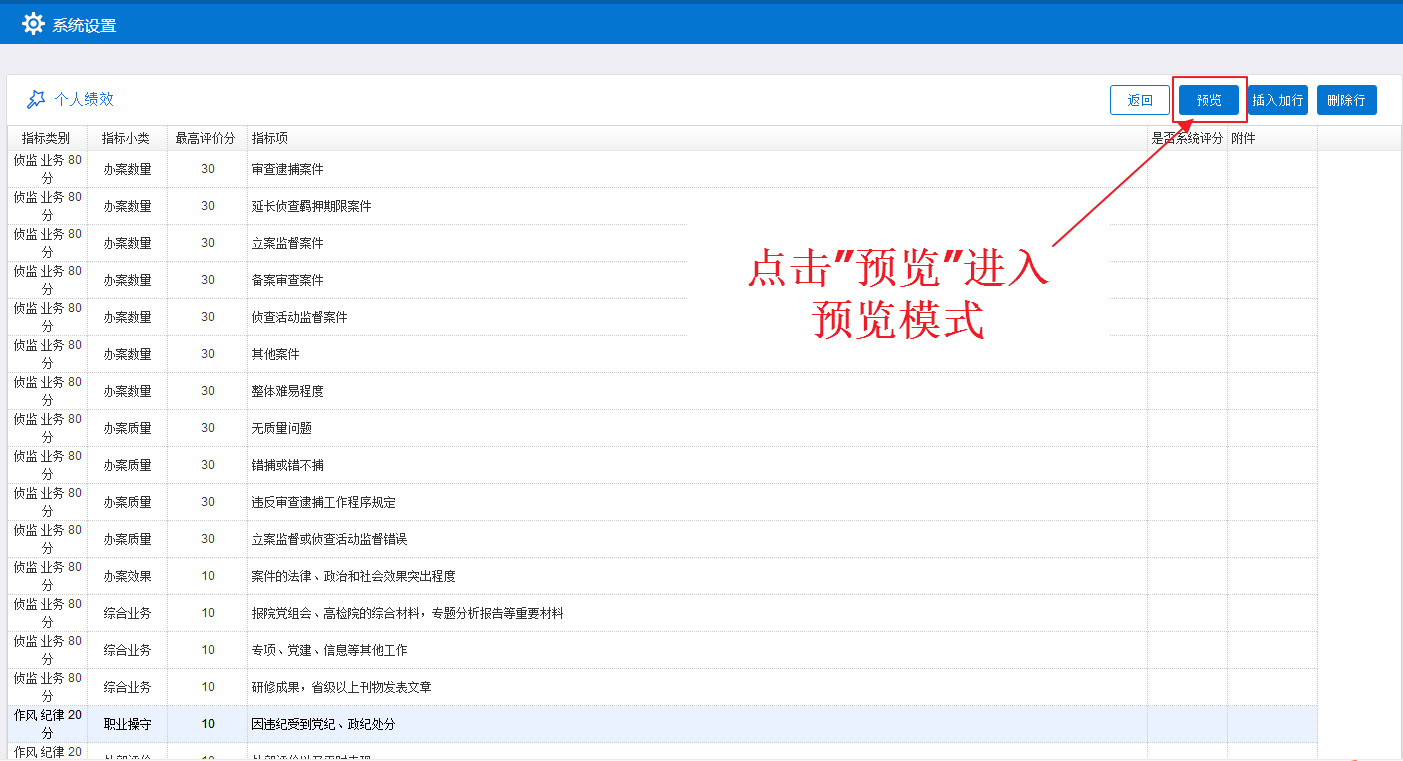 系统设置
个人绩效
返回 预览 插入加行 删除行
指标类别 指标小类 最高评价分 指标项 是否系统评分 附件
侦监 业务 80
分
办案数量 30 审查逮捕案件
侦监 业务 80
分
办案数量 30 延长侦查羁押期限案件
侦监 业务 80
分
办案数量 30 立案监督案件
侦监 业务 80
分
办案数量 30 备案审查案件
侦监 业务 80
分
办案数量 30 侦查活动监督案件
侦监 业务 80
分
办案数量 30 其他案件
侦监 业务 80
分
办案数量 30 整体难易程度
侦监 业务 80
分
办案质量 30 无质量问题
侦监 业务 80
分
办案质量 30 错捕或错不捕
侦监 业务 80
分
办案质量 30 违反审查逮捕工作程序规定
侦监 业务 80
分
办案质量 30 立案监督或侦查活动监督错误
侦监 业务 80
分
办案效果 10 案件的法律、政治和社会效果突出程度
侦监 业务 80
分
综合业务 10 报院党组会、高检院的综合材料，专题分析报告等重要材料
侦监 业务 80
分
综合业务 10 专项、党建、信息等其他工作
侦监 业务 80
分
综合业务 10 研修成果，省级以上刊物发表文章
作风 纪律 20
分
职业操守 10 因违纪受到党纪、政纪处分
作风 纪律 20
点击"预览"进入
预览模式